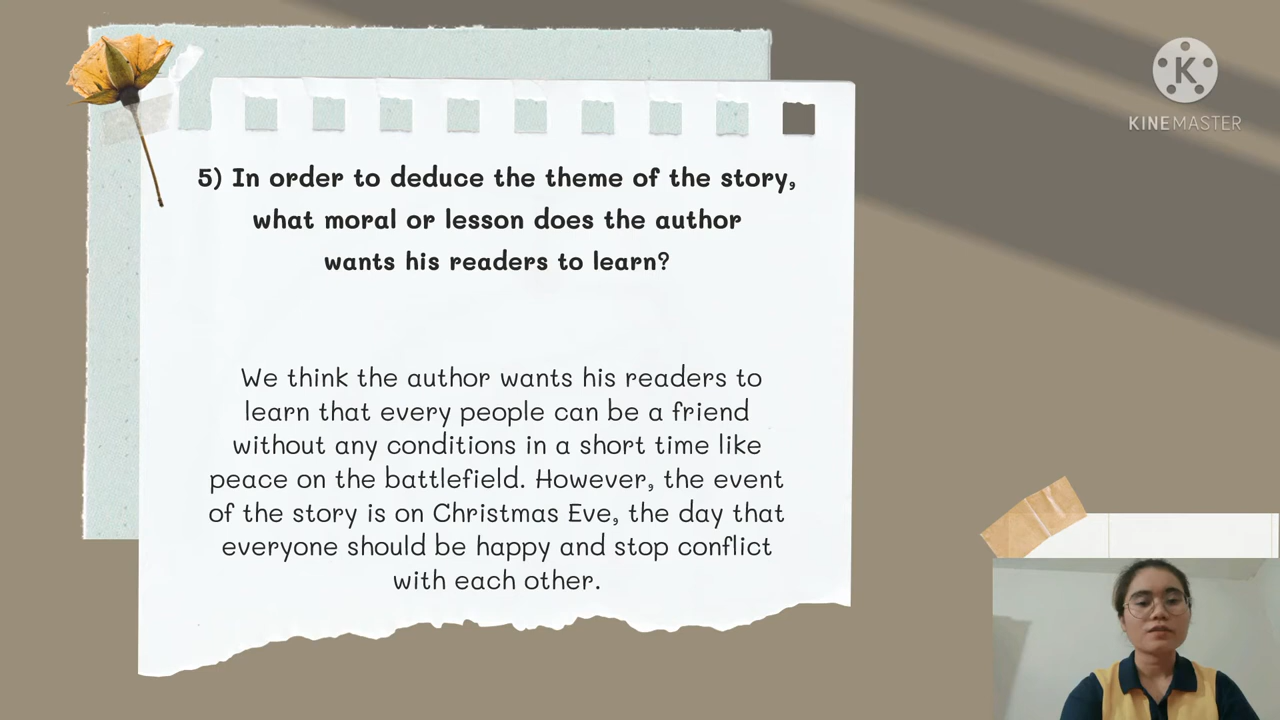 K
KINEMASTER
5) In order to deduce the theme of the story,
what moral or lesson does the author
wants his readers to learn?
We think the author wants his readers to
learn that every people can be a friend
without any conditions in a short time like
peace on the battlefield. However, the event
of the story is on Christmas Eve, the day that
everyone should be happy and stop conflict
with each other.